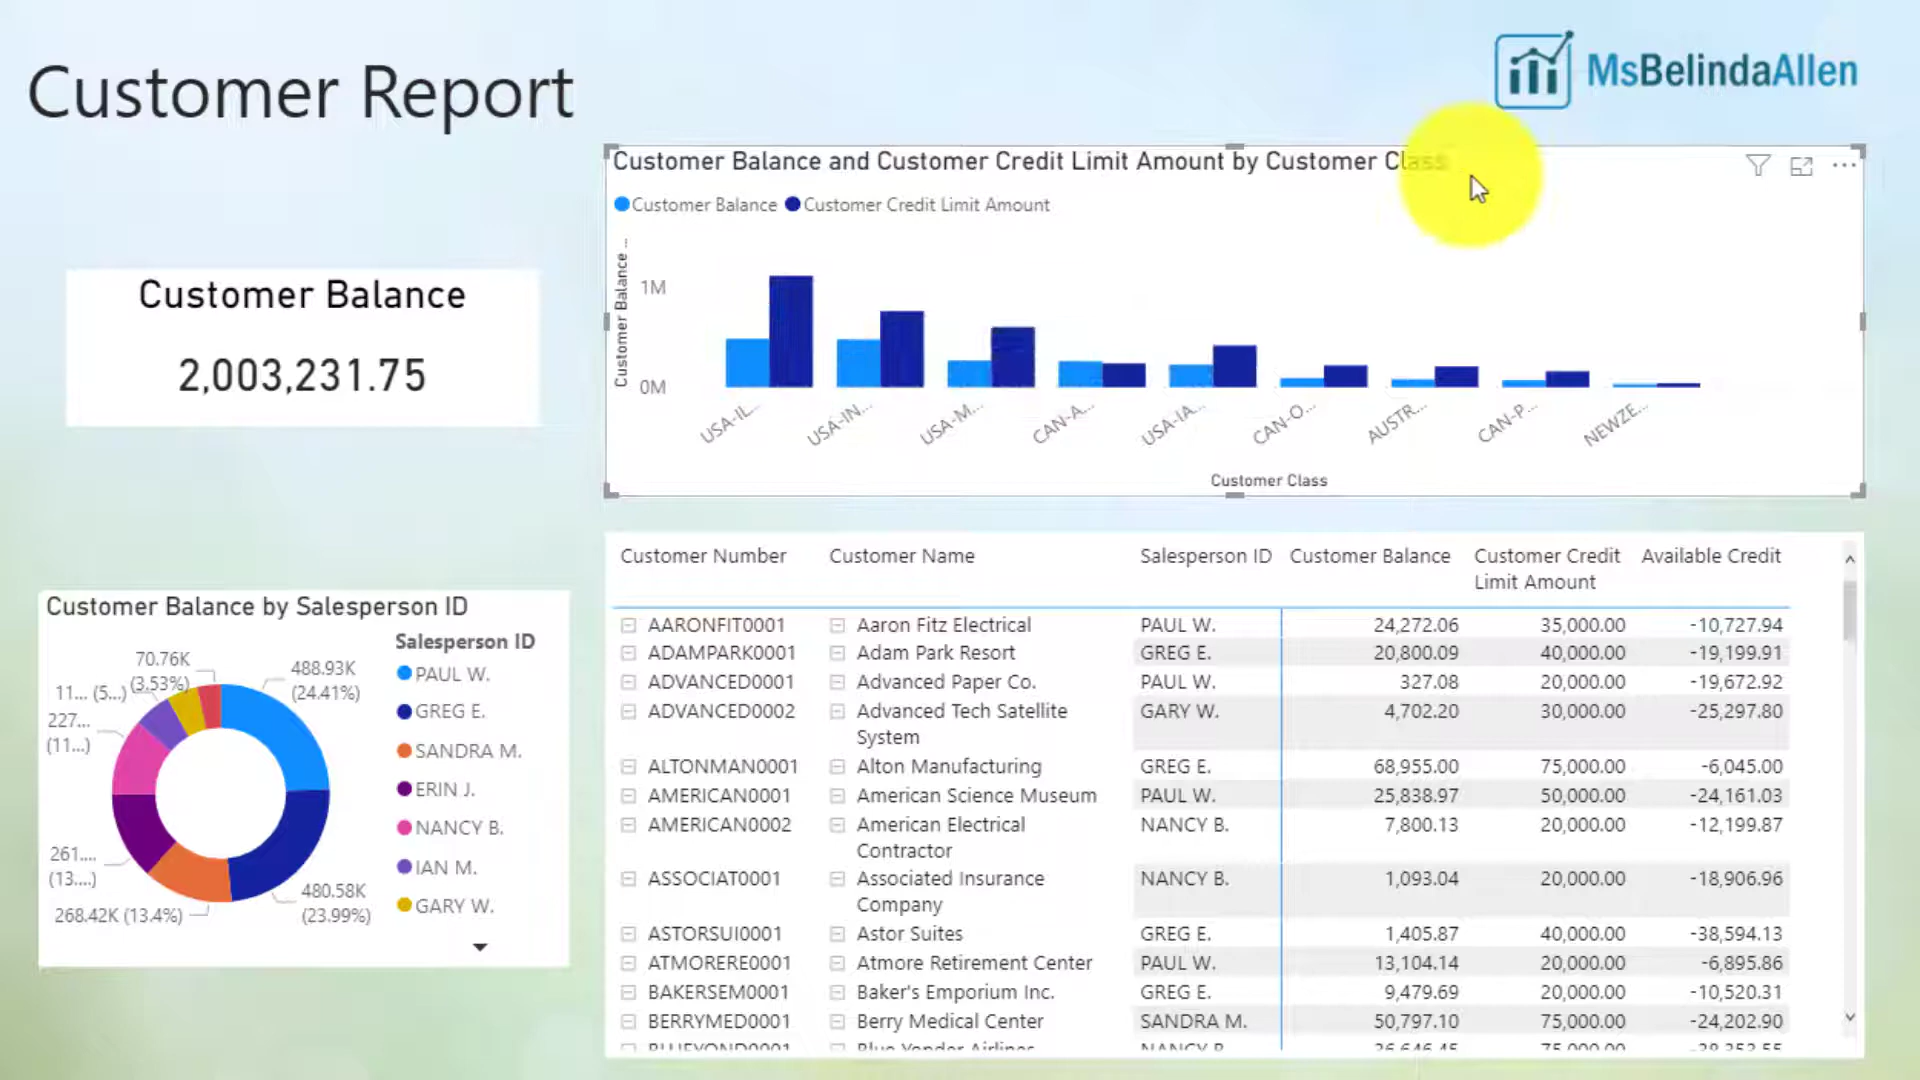 Customer Report
MsBelindaAllen
Customer Balance and Customer Credit Limit Amount by Customer Class
Customer Balance Customer Credit Limit Amount
Customer Balance ...
1M
0M
USA-IL... USA-IN... USA-M... CAN-A... USA-IA... CAN-O... AUSTR... CAN-P... NEWZE...
Customer Class
Customer Balance
2,003,231.75
Customer Balance by Salesperson ID
Salesperson ID
PAUL W.
GREG E.
SANDRA M.
ERIN J.
NANCY B.
IAN M.
GARY W.
70.76K
(3.53%)
488.93K
(24.41%)
11... (5...)
227...
(11...)
261....
(13....)
268.42K (13.4%)
480.58K
(23.99%)
Customer Number Customer Name Salesperson ID Customer Balance Customer Credit Available Credit
Limit Amount
AARONFIT0001 Aaron Fitz Electrical PAUL W. 24,272.06 35,000.00 -10,727.94
ADAMPARK0001 Adam Park Resort GREG E. 20,800.09 40,000.00 -19,199.91
ADVANCED0001 Advanced Paper Co. PAUL W. 327.08 20,000.00 -19,672.92
ADVANCED0002 Advanced Tech Satellite GARY W. 4,702.20 30,000.00 -25,297.80
System
ALTONMAN0001 Alton Manufacturing GREG E. 68,955.00 75,000.00 -6,045.00
AMERICAN0001 American Science Museum PAUL W. 25,838.97 50,000.00 -24,161.03
AMERICAN0002 American Electrical NANCY B. 7,800.13 20,000.00 -12,199.87
Contractor
ASSOCIAT0001 Associated Insurance NANCY B. 1,093.04 20,000.00 -18,906.96
Company
ASTORSUI0001 Astor Suites GREG E. 1,405.87 40,000.00 -38,594.13
ATMORERE0001 Atmore Retirement Center PAUL W. 13,104.14 20,000.00 -6,895.86
BAKERSEM0001 Baker's Emporium Inc. GREG E. 9,479.69 20,000.00 -10,520.31
BERRYMED0001 Berry Medical Center SANDRA M. 50,797.10 75,000.00 -24,202.90
Blue Yonder Airlines NANCY B. 75,000.00